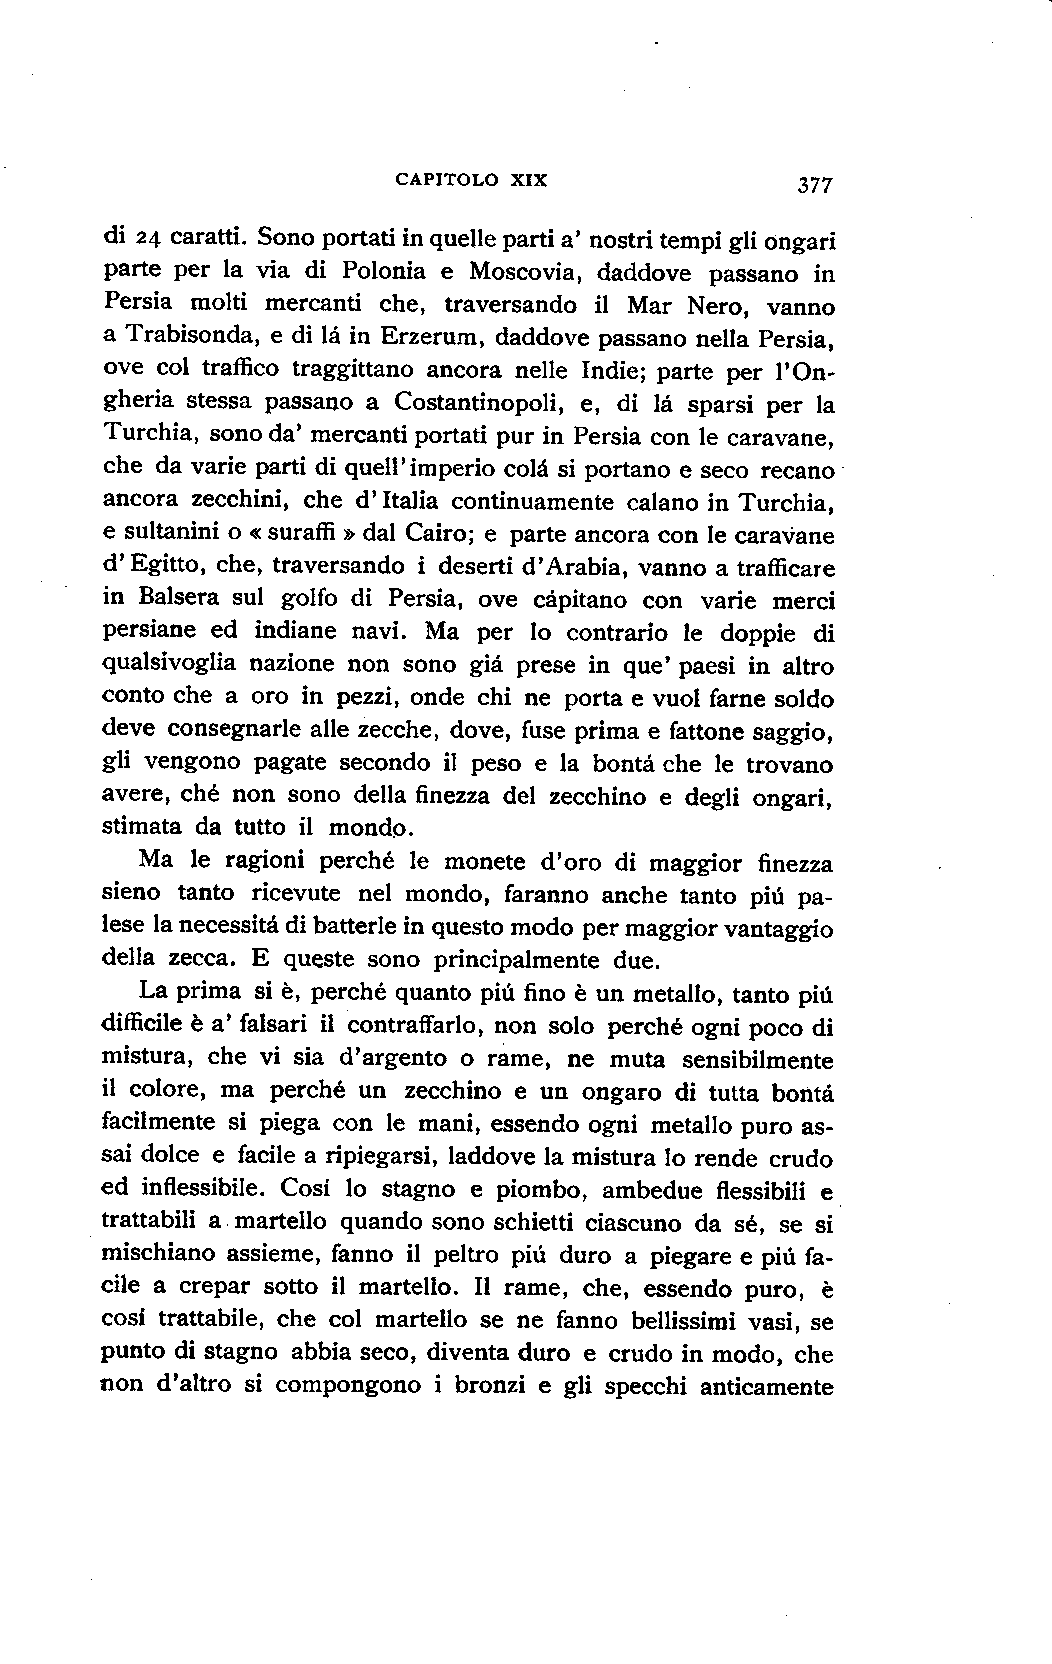 CAPITOLO XIX 377
di 24 caratti. Sono portati in quelle parti a' nostri tempi gli ongari
parte per la via di Polonia e Moscovia, daddove passano in
Persia molti mercanti che, traversando il Mar Nero, vanno
a Trabisonda, e di lá in Erzerum, daddove passano nella Persia,
ove col traffico traggittano ancora nelle Indie; parte per l'On-
gheria stessa passano a Costantinopoli, e, di lá sparsi per la
Turchia, sono da' mercanti portati pur in Persia con le caravane,
che da varie parti di quell'imperio colá si portano e seco recano
ancora zecchini, che d'Italia continuamente calano in Turchia,
e sultanini o « suraffi » dal Cairo; e parte ancora con le caravane
d'Egitto, che, traversando i deserti d'Arabia, vanno a trafficare
in Balsera sul golfo di Persia, ove cápitano con varie merci
persiane ed indiane navi. Ma per lo contrario le doppie di
qualsivoglia nazione non sono giá prese in que' paesi in altro
conto che a oro in pezzi, onde chi ne porta e vuol farne soldo
deve consegnarle alle zecche, dove, fuse prima e fattone saggio,
gli vengono pagate secondo il peso e la bontá che le trovano
avere, ché non sono della finezza del zecchino e degli ongari,
stimata da tutto il mondo.
Ma le ragioni perché le monete d'oro di maggior finezza
sieno tanto ricevute nel mondo, faranno anche tanto piú pa-
lese la necessitá di batterle in questo modo per maggior vantaggio
della zecca. E queste sono principalmente due.
La prima si è, perché quanto piú fino è un metallo, tanto piú
difficile è a' falsari il contraffarlo, non solo perché ogni poco di
mistura, che vi sia d'argento o rame, ne muta sensibilmente
il colore, ma perché un zecchino e un ongaro di tutta bontá
facilmente si piega con le mani, essendo ogni metallo puro as-
sai dolce e facile a ripiegarsi, laddove la mistura lo rende crudo
ed inflessibile. Cosí lo stagno e piombo, ambedue flessibili e
trattabili a martello quando sono schietti ciascuno da sé, se si
mischiano assieme, fanno il peltro piú duro a piegare e piú fa-
cile a crepar sotto il martello. Il rame, che, essendo puro, è
cosí trattabile, che col martello se ne fanno bellissimi vasi, se
punto di stagno abbia seco, diventa duro e crudo in modo, che
non d'altro si compongono i bronzi e gli specchi anticamente